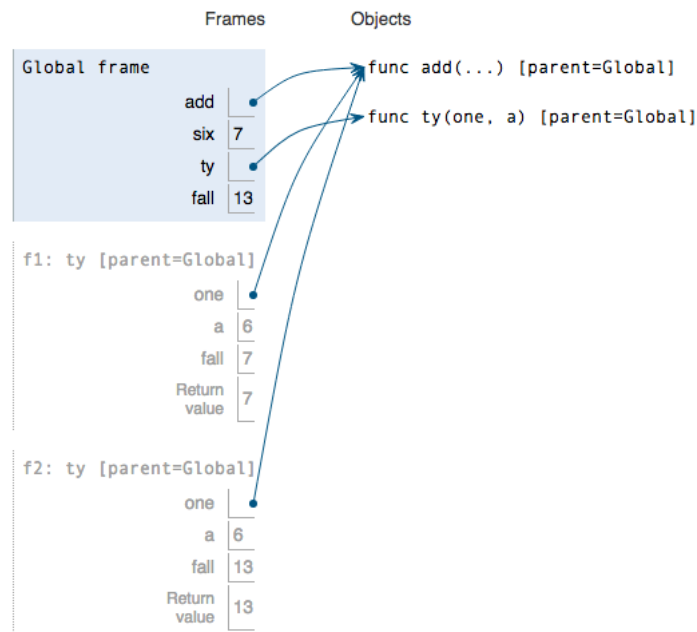 Frames Objects
Global frame
func add(...) [parent=Global]
add
func ty(one, a) [parent=Global]
six 7
ty
fall 13
f1: ty [parent=Global]
one
a 6
fall 7
Return
value 7
f2: ty [parent=Global]
one
a 6
fall 13
Return
value 13